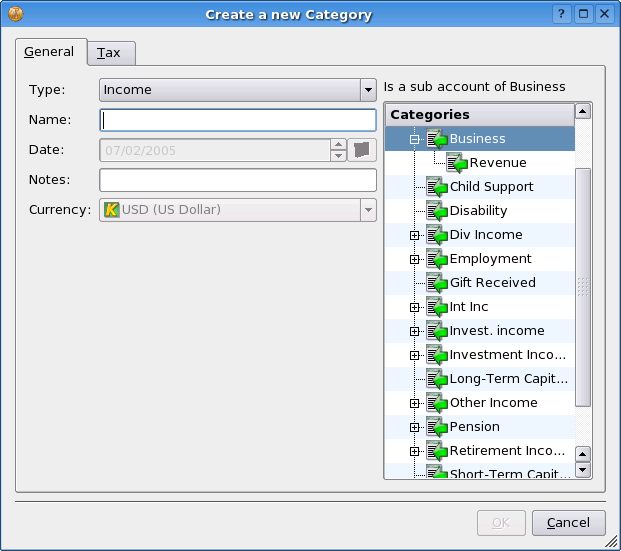 Create a new Category
General
Tax
Type:
Income
Name:
Date:
07/02/2005
Notes:
Currency:
USD (US Dollar)
Is a sub account of Business
Categories
Business
Revenue
Child Support
Disability
Div Income
Employment
Gift Received
Int Inc
Invest. income
Investment Inco...
Long-Term Capit...
Other Income
Pension
Retirement Inco...
Short-Term Capit...
OK
Cancel